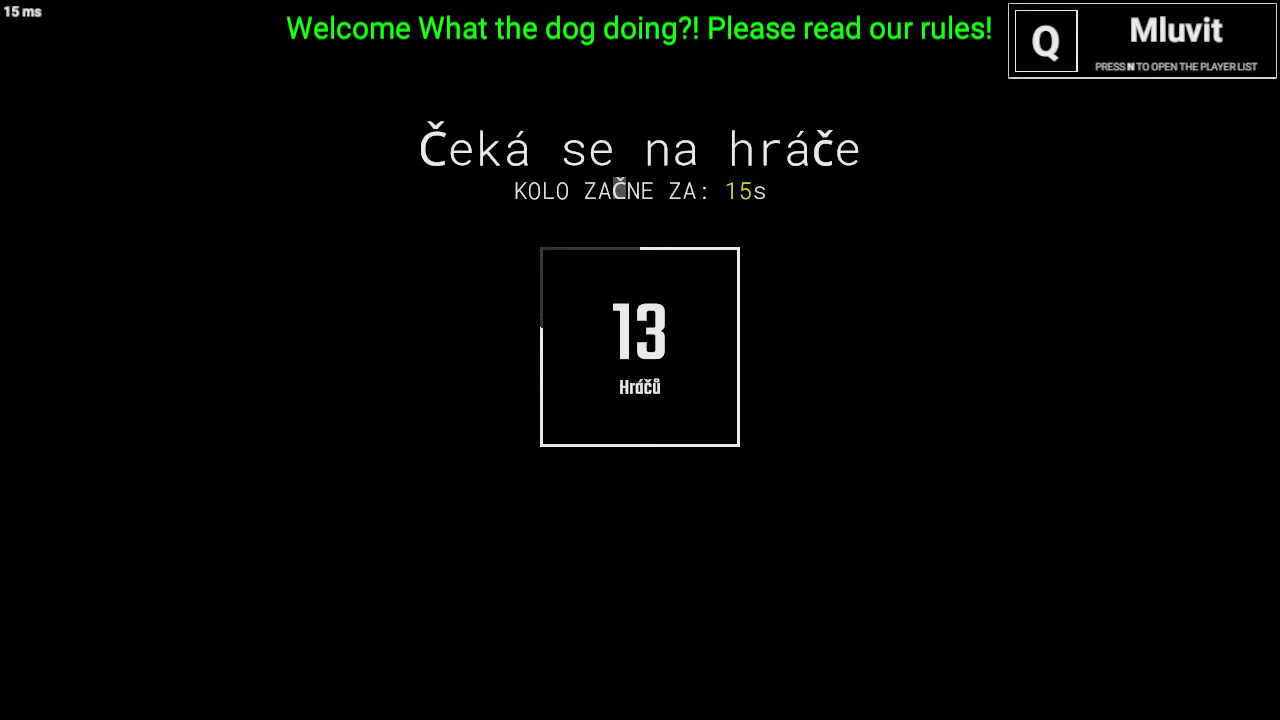 15 ms
Welcome What the dog doing?! Please read our rules!
Q
Mluvit
PRESS N TO OPEN THE PLAYER LIST
Čeká se na hráče
KOLO ZAČNE ZA: 15s
13
Hráčů